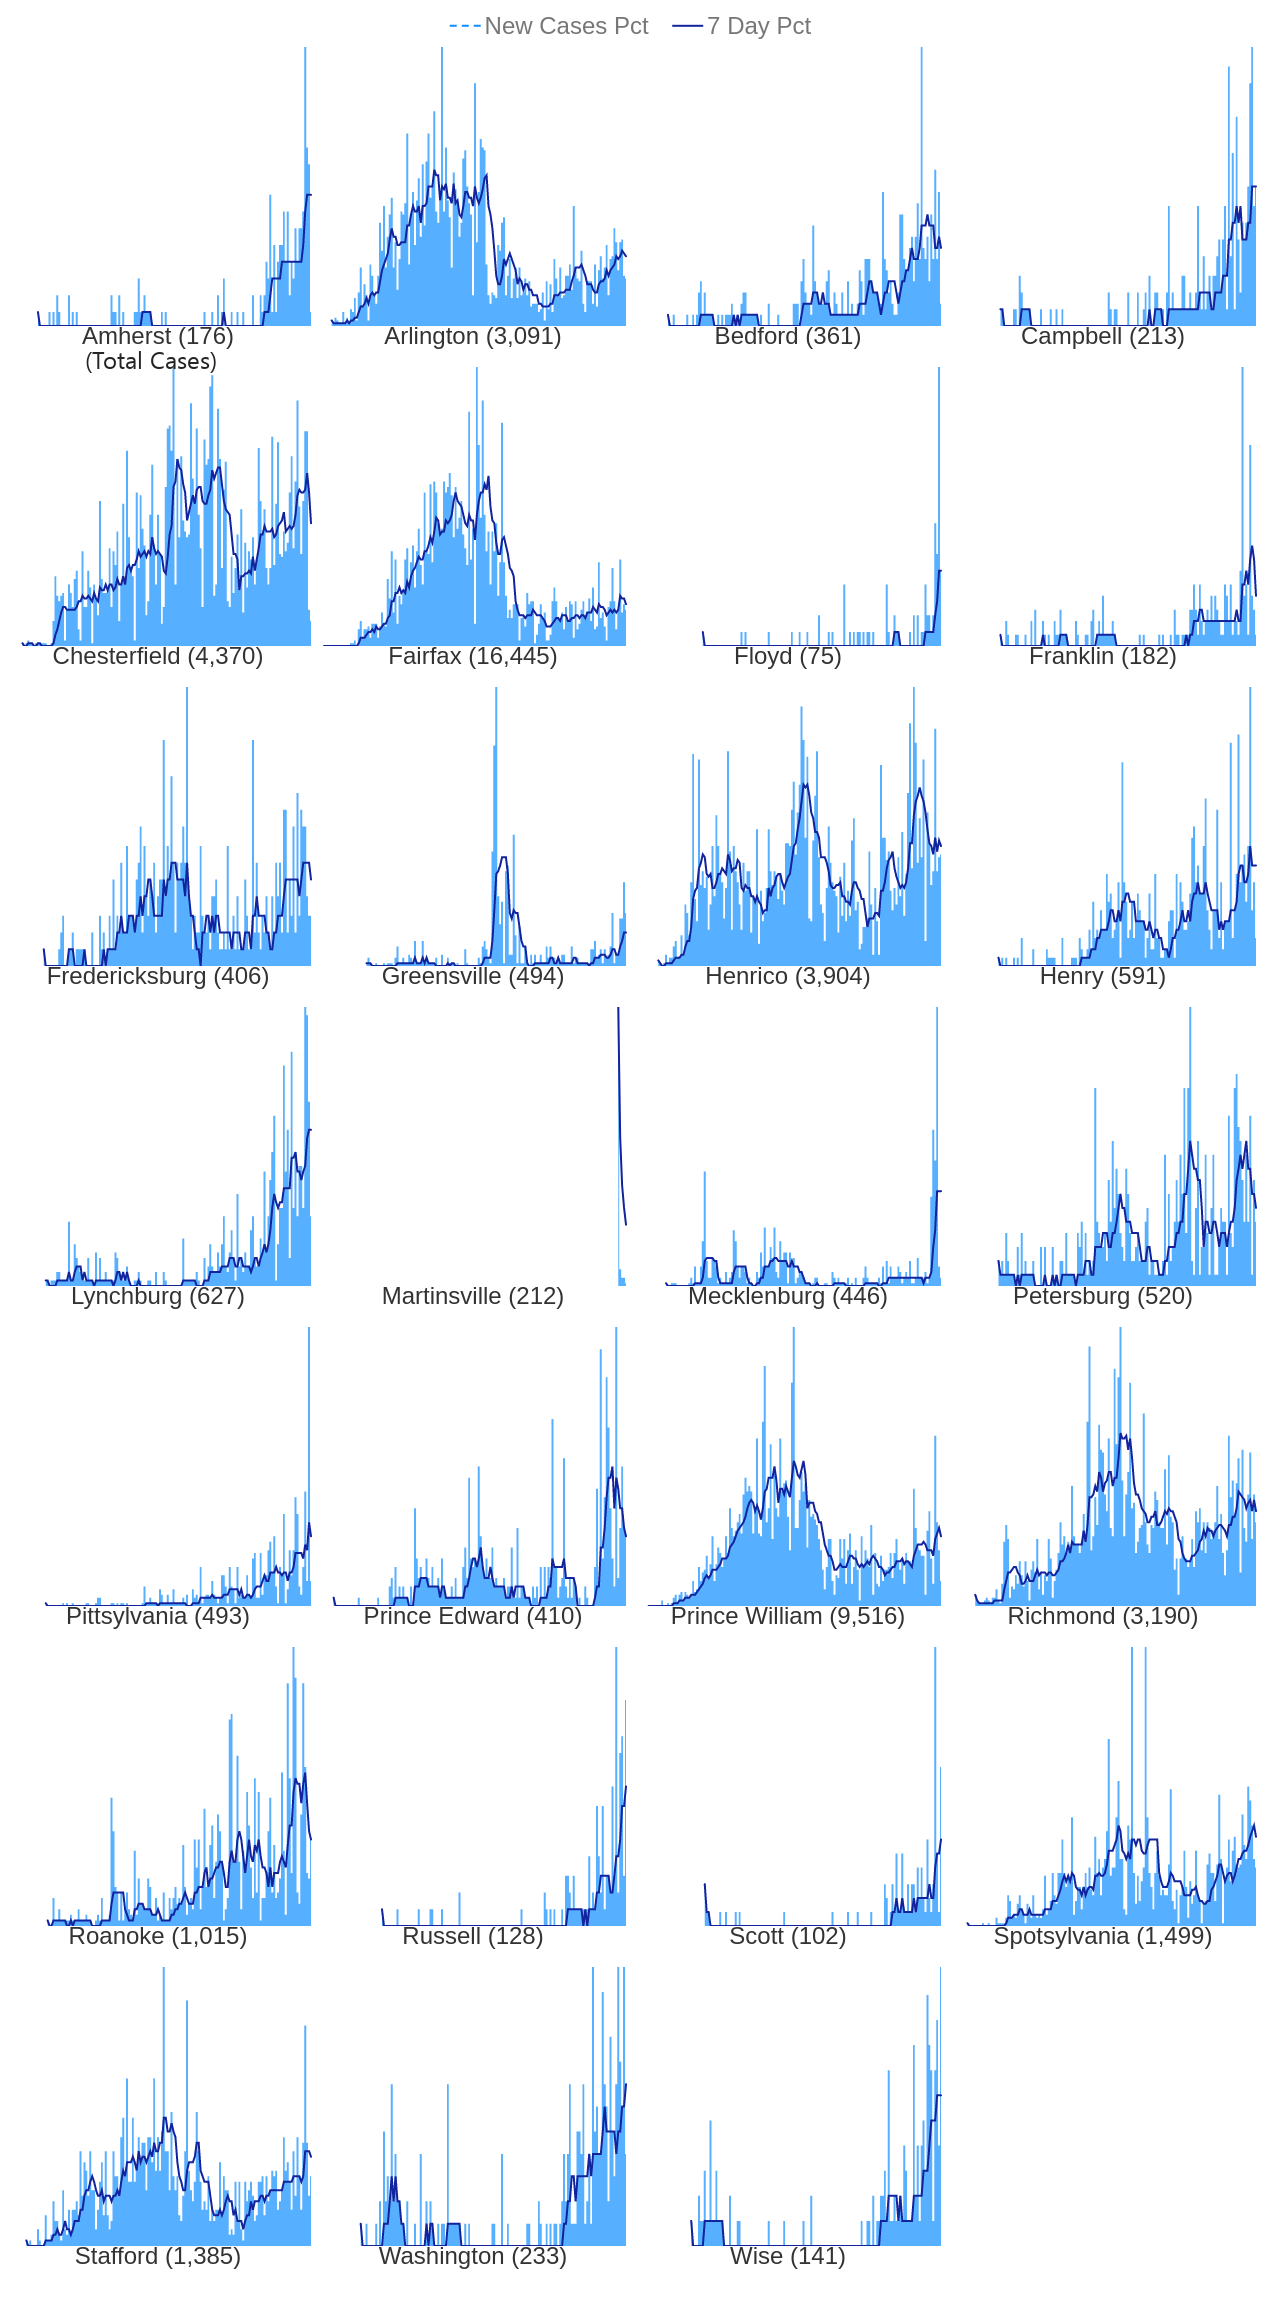 New Cases Pct 7 Day Pct
Amherst (176) Arlington (3,091) Bedford (361) Campbell (213)
(Total Cases)
Chesterfield (4,370) Fairfax (16,445) Floyd (75) Franklin (182)
Fredericksburg (406) Greensville (494) Henrico (3,904) Henry (591)
Lynchburg (627) Martinsville (212) Mecklenburg (446) Petersburg (520)
Pittsylvania (493) Prince Edward (410) Prince William (9,516) Richmond (3,190)
Roanoke (1,015) Russell (128) Scott (102) Spotsylvania (1,499)
Stafford (1,385) Washington (233) Wise (141)